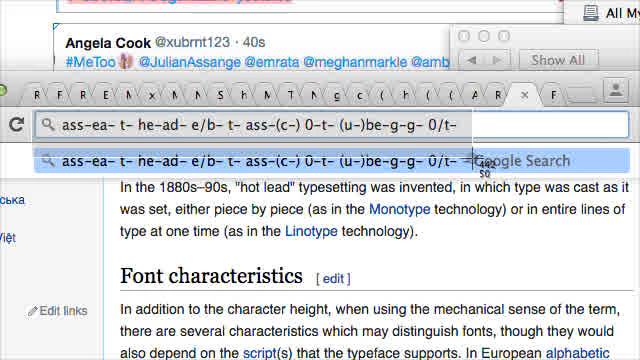 All My
Angela Cook @xubrnt123 · 40s
#MeToo @JulianAssange @emrata @meghanmarkle @amb
Show All
R F R E M x M N S h M T N g c ( h ( ( A R × F
ass-ea- t- he-ad- e/b- t- ass-(c-) 0-t- (u-)be-g-g- 0/t-
ass-ea- t- he-ad- e/b- t- ass-(c-) 0-t- (u-)be-g-g- 0/t- Google Search
In the 1880s–90s, "hot lead" typesetting was invented, in which type was cast as it
was set, either piece by piece (as in the Monotype technology) or in entire lines of
type at one time (as in the Linotype technology).
ська
Việt
Font characteristics [ edit ]
Edit links
In addition to the character height, when using the mechanical sense of the term,
there are several characteristics which may distinguish fonts, though they would
also depend on the script(s) that the typeface supports. In European alphabetic